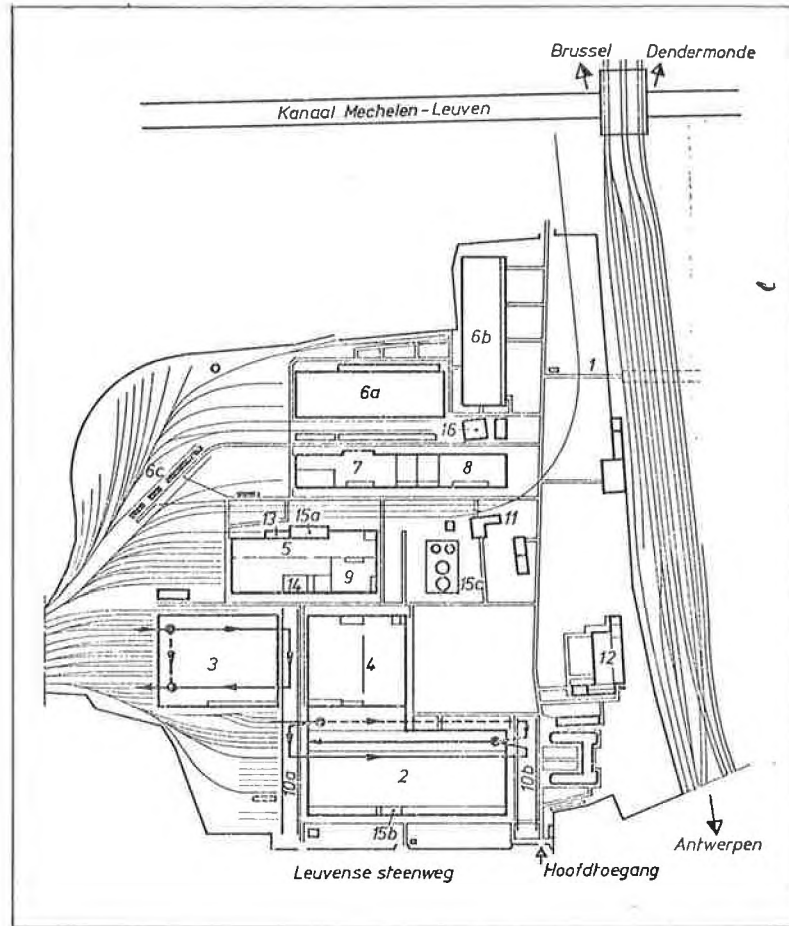 Brussel Dendermonde
Kanaal Mechelen-Leuven
1
6b
6a
16
6c
7 8
13 15a
11
5
14 9
15c
3 4
12
10a 2 10b
15b
Antwerpen
Leuvense steenweg Hoofdtoegang